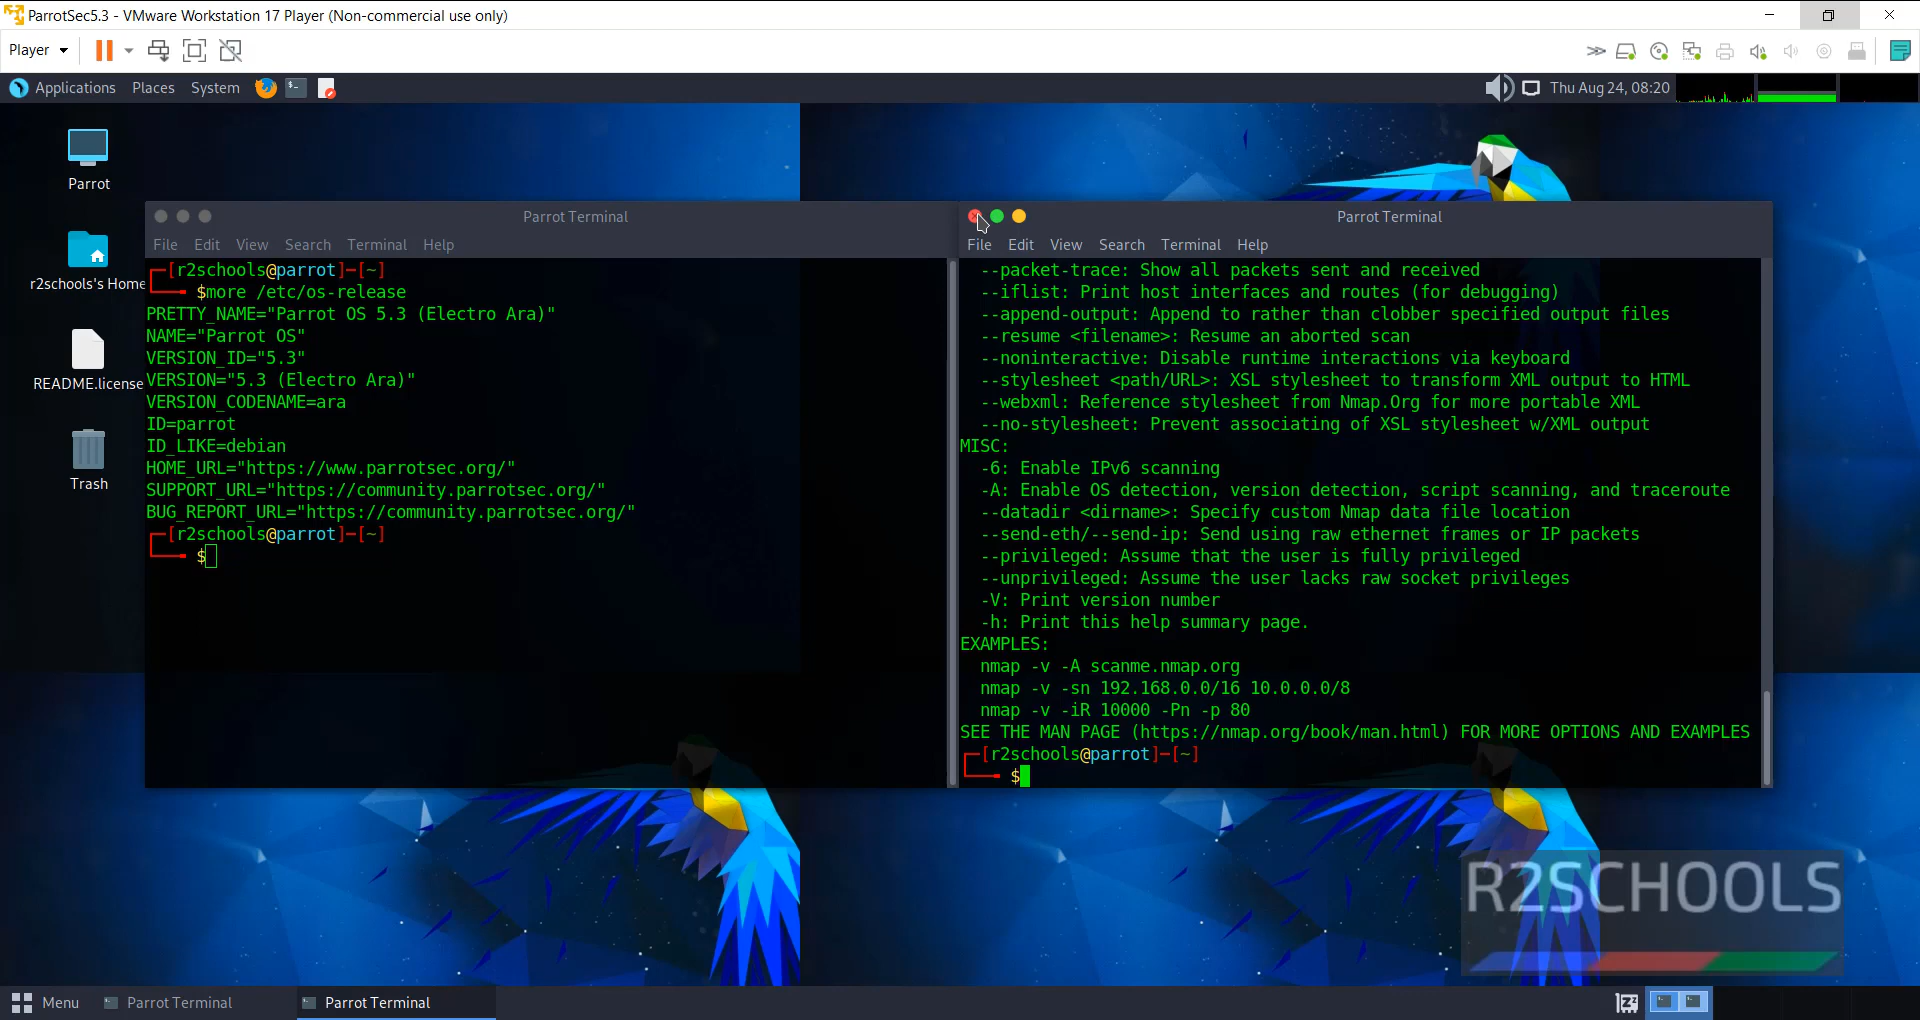 ParrotSec5.3 - VMware Workstation 17 Player (Non-commercial use only)
Player
Applications Places System
Thu Aug 24, 08:20
Parrot
r2schools's Home
README.license
Trash
Parrot Terminal
File Edit View Search Terminal Help
[r2schools@parrot]-[~]
$more /etc/os-release
PRETTY_NAME="Parrot OS 5.3 (Electro Ara)"
NAME="Parrot OS"
VERSION_ID="5.3"
VERSION="5.3 (Electro Ara)"
VERSION_CODENAME=ara
ID=parrot
ID_LIKE=debian
HOME_URL="https://www.parrotsec.org/"
SUPPORT_URL="https://community.parrotsec.org/"
BUG_REPORT_URL="https://community.parrotsec.org/"
[r2schools@parrot]-[~]
$
Parrot Terminal
File Edit View Search Terminal Help
--packet-trace: Show all packets sent and received
--iflist: Print host interfaces and routes (for debugging)
--append-output: Append to rather than clobber specified output files
--resume <filename>: Resume an aborted scan
--noninteractive: Disable runtime interactions via keyboard
--stylesheet <path/URL>: XSL stylesheet to transform XML output to HTML
--webxml: Reference stylesheet from Nmap.Org for more portable XML
--no-stylesheet: Prevent associating of XSL stylesheet w/XML output
MISC:
-6: Enable IPv6 scanning
-A: Enable OS detection, version detection, script scanning, and traceroute
--datadir <dirname>: Specify custom Nmap data file location
--send-eth/--send-ip: Send using raw ethernet frames or IP packets
--privileged: Assume that the user is fully privileged
--unprivileged: Assume the user lacks raw socket privileges
-V: Print version number
-h: Print this help summary page.
EXAMPLES:
nmap -v -A scanme.nmap.org
nmap -v -sn 192.168.0.0/16 10.0.0.0/8
nmap -v -iR 10000 -Pn -p 80
SEE THE MAN PAGE (https://nmap.org/book/man.html) FOR MORE OPTIONS AND EXAMPLES
[r2schools@parrot]-[~]
$
R2SCHOOLS
Menu
Parrot Terminal
Parrot Terminal